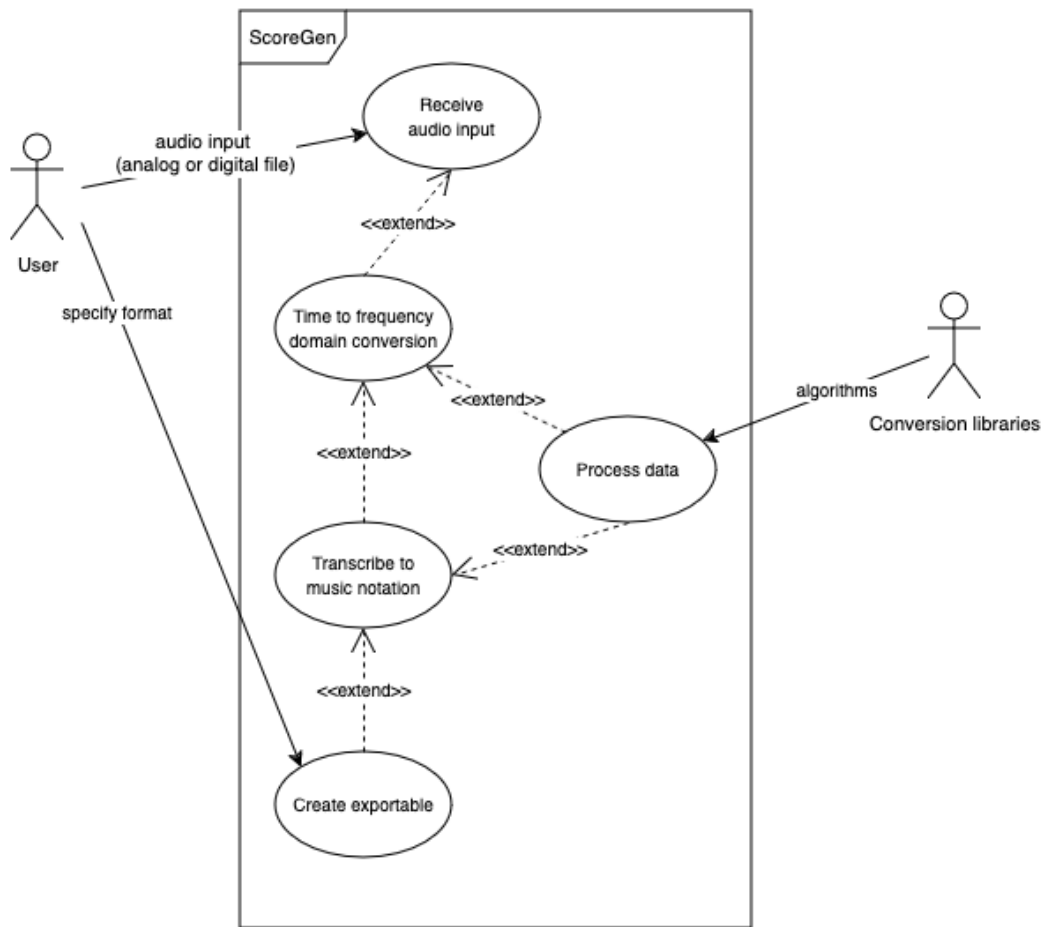 ScoreGen
Receive
audio input
audio input
(analog or digital file)
<<extend>>
User
specify format
Time to frequency
domain conversion
<<extend>>
algorithms
Conversion libraries
<<extend>>
Process data
<<extend>>
Transcribe to
music notation
<<extend>>
Create exportable